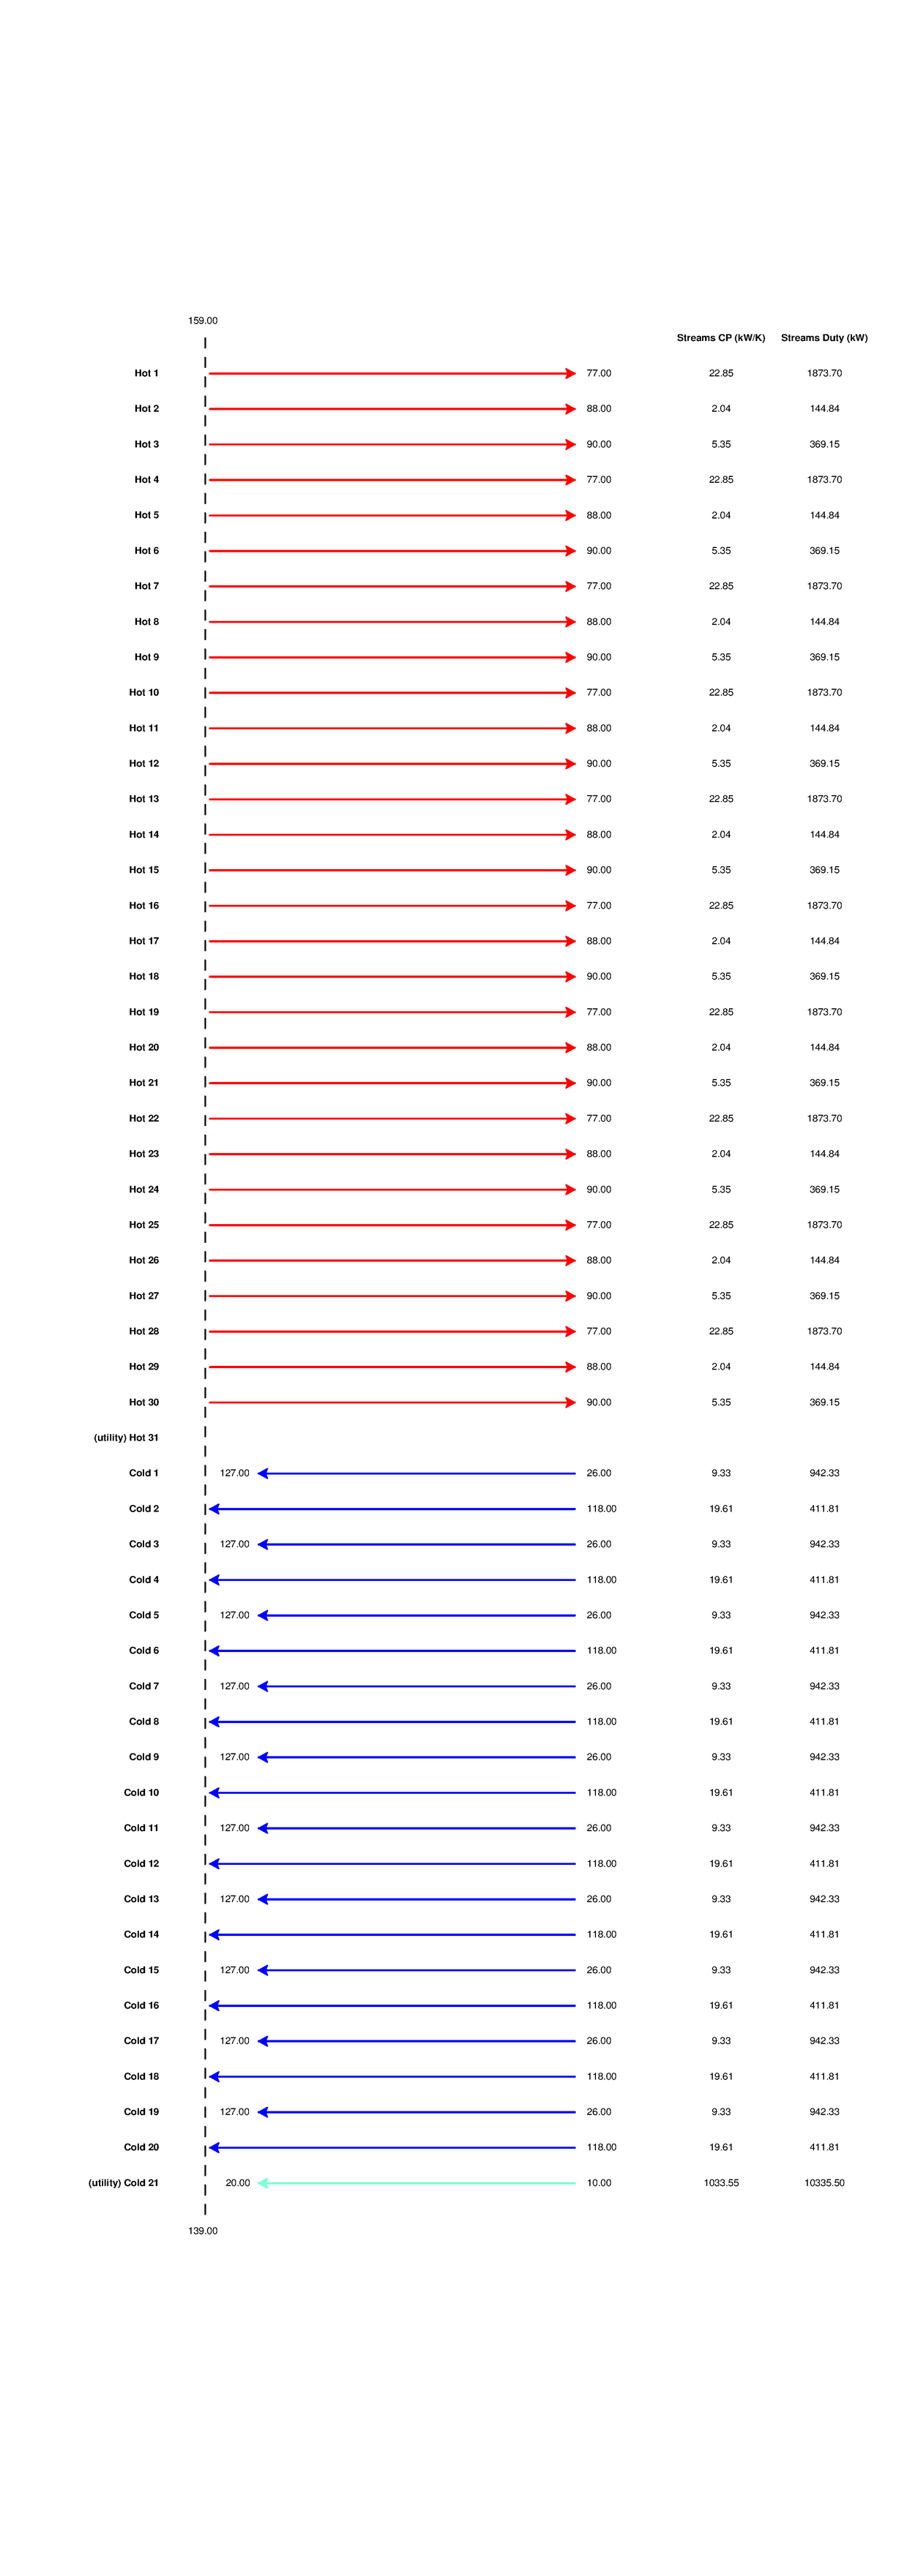 159.00
Streams CP (kW/K) Streams Duty (kW)
Hot 1 77.00 22.85 1873.70
Hot 2 88.00 2.04 144.84
Hot 3 90.00 5.35 369.15
Hot 4 77.00 22.85 1873.70
Hot 5 88.00 2.04 144.84
Hot 6 90.00 5.35 369.15
Hot 7 77.00 22.85 1873.70
Hot 8 88.00 2.04 144.84
Hot 9 90.00 5.35 369.15
Hot 10 77.00 22.85 1873.70
Hot 11 88.00 2.04 144.84
Hot 12 90.00 5.35 369.15
Hot 13 77.00 22.85 1873.70
Hot 14 88.00 2.04 144.84
Hot 15 90.00 5.35 369.15
Hot 16 77.00 22.85 1873.70
Hot 17 88.00 2.04 144.84
Hot 18 90.00 5.35 369.15
Hot 19 77.00 22.85 1873.70
Hot 20 88.00 2.04 144.84
Hot 21 90.00 5.35 369.15
Hot 22 77.00 22.85 1873.70
Hot 23 88.00 2.04 144.84
Hot 24 90.00 5.35 369.15
Hot 25 77.00 22.85 1873.70
Hot 26 88.00 2.04 144.84
Hot 27 90.00 5.35 369.15
Hot 28 77.00 22.85 1873.70
Hot 29 88.00 2.04 144.84
Hot 30 90.00 5.35 369.15
(utility) Hot 31
Cold 1 127.00 26.00 9.33 942.33
Cold 2 118.00 19.61 411.81
Cold 3 127.00 26.00 9.33 942.33
Cold 4 118.00 19.61 411.81
Cold 5 127.00 26.00 9.33 942.33
Cold 6 118.00 19.61 411.81
Cold 7 127.00 26.00 9.33 942.33
Cold 8 118.00 19.61 411.81
Cold 9 127.00 26.00 9.33 942.33
Cold 10 118.00 19.61 411.81
Cold 11 127.00 26.00 9.33 942.33
Cold 12 118.00 19.61 411.81
Cold 13 127.00 26.00 9.33 942.33
Cold 14 118.00 19.61 411.81
Cold 15 127.00 26.00 9.33 942.33
Cold 16 118.00 19.61 411.81
Cold 17 127.00 26.00 9.33 942.33
Cold 18 118.00 19.61 411.81
Cold 19 127.00 26.00 9.33 942.33
Cold 20 118.00 19.61 411.81
(utility) Cold 21 20.00 10.00 1033.55 10335.50
139.00